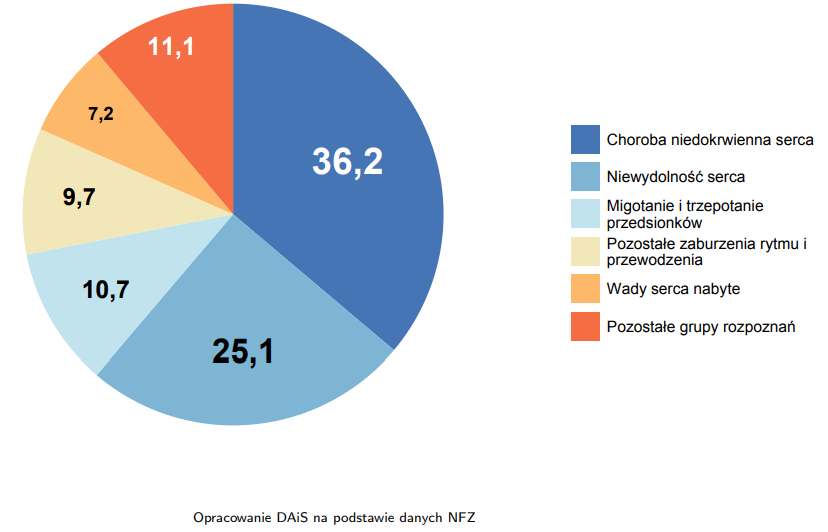 11,1
7,2
36,2
9,7
10,7
25,1
Choroba niedokrwienna serca
Niewydolność serca
Migotanie i trzepotanie
przedsionków
Pozostałe zaburzenia rytmu i
przewodzenia
Wady serca nabyte
Pozostałe grupy rozpoznań
Opracowanie DAiS na podstawie danych NFZ